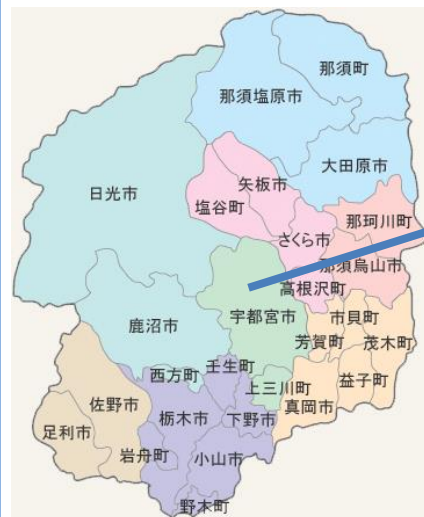 那須町
那須塩原市
大田原市
矢板市
日光市
塩谷町
那珂川町
さくら市
那須烏山市
高根沢町
宇都宮市
市貝町
鹿沼市
芳賀町
茂木町
壬生町
西方町
上三川町
益子町
佐野市
真岡市
栃木市
下野市
足利市
岩舟町
小山市
野木町